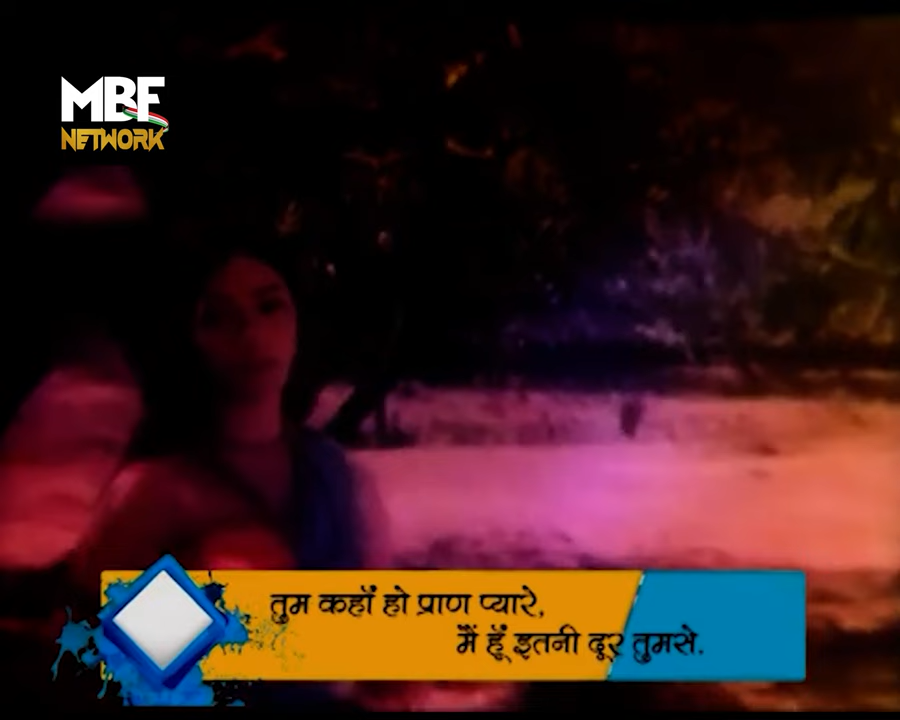 MBF
NETWORK
तुम कहाँ हो प्राण प्यारे,
मैं हूँ इतनी दुर तुमसे.